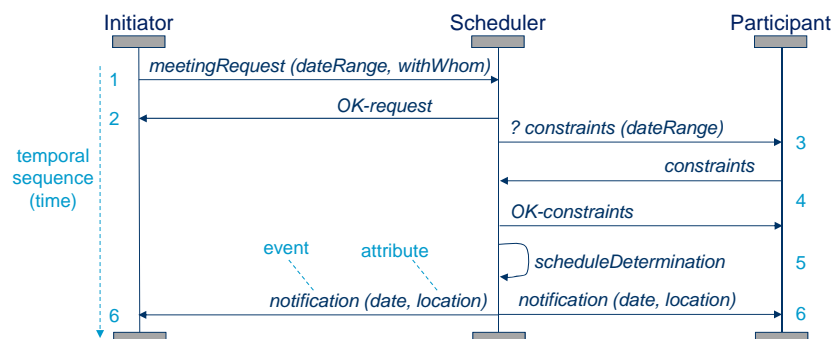 Initiator Scheduler Participant
1 meetingRequest (dateRange, withWhom)
2 OK-request
? constraints (dateRange) 3
temporal
sequence
(time)
constraints
4
OK-constraints
event attribute
scheduleDetermination 5
6 notification (date, location) notification (date, location) 6